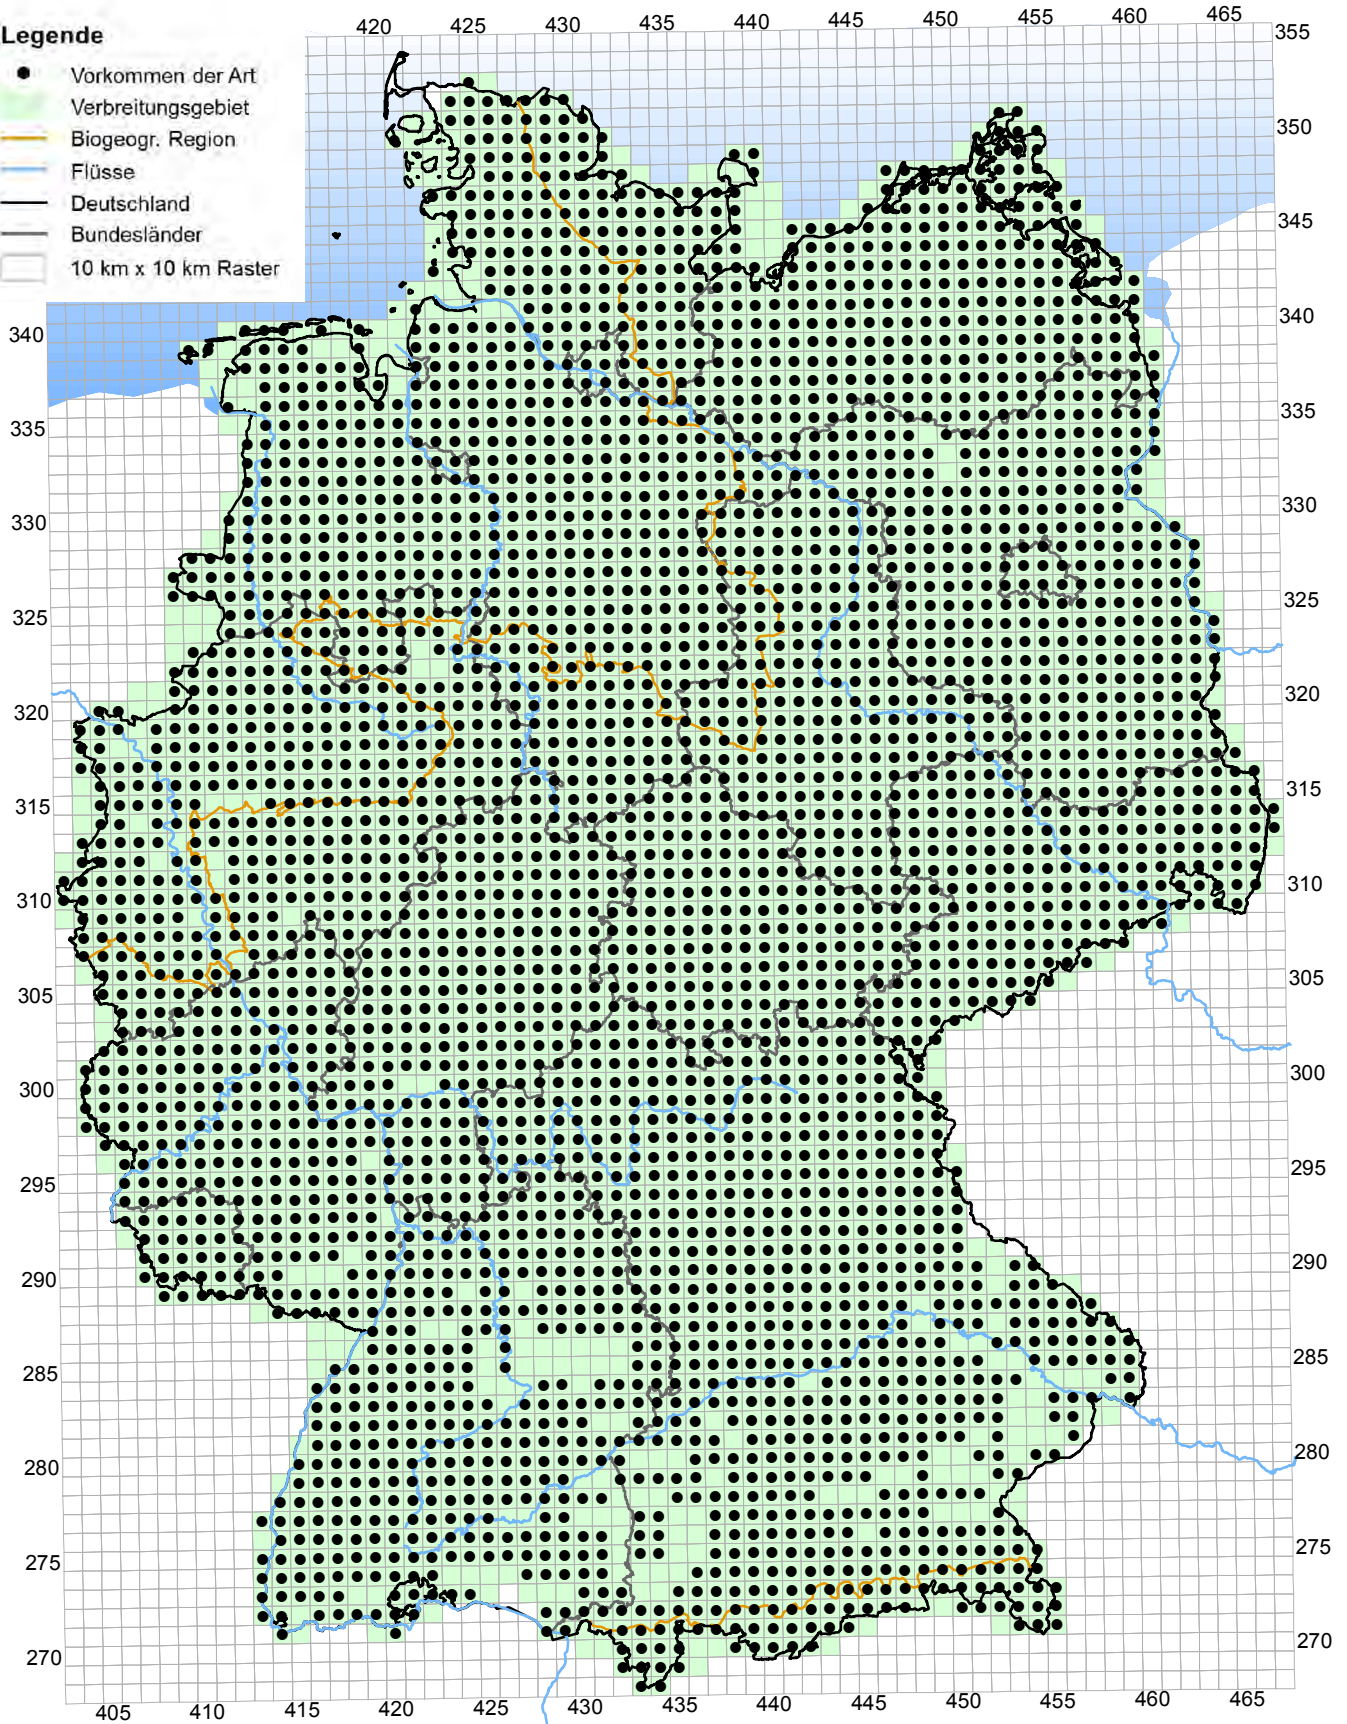 420 425 430 435 440 445 450 455 460 465
Legende
Vorkommen der Art
Verbreitungsgebiet
Biogeogr. Region
Flüsse
Deutschland
Bundesländer
10 km x 10 km Raster
355
350
345
340 340
335 335
330 330
325 325
320 320
315 315
310 310
305 305
300 300
295 295
290 290
285 285
280 280
275 275
270 270
405 410 415 420 425 430 435 440 445 450 455 460 465